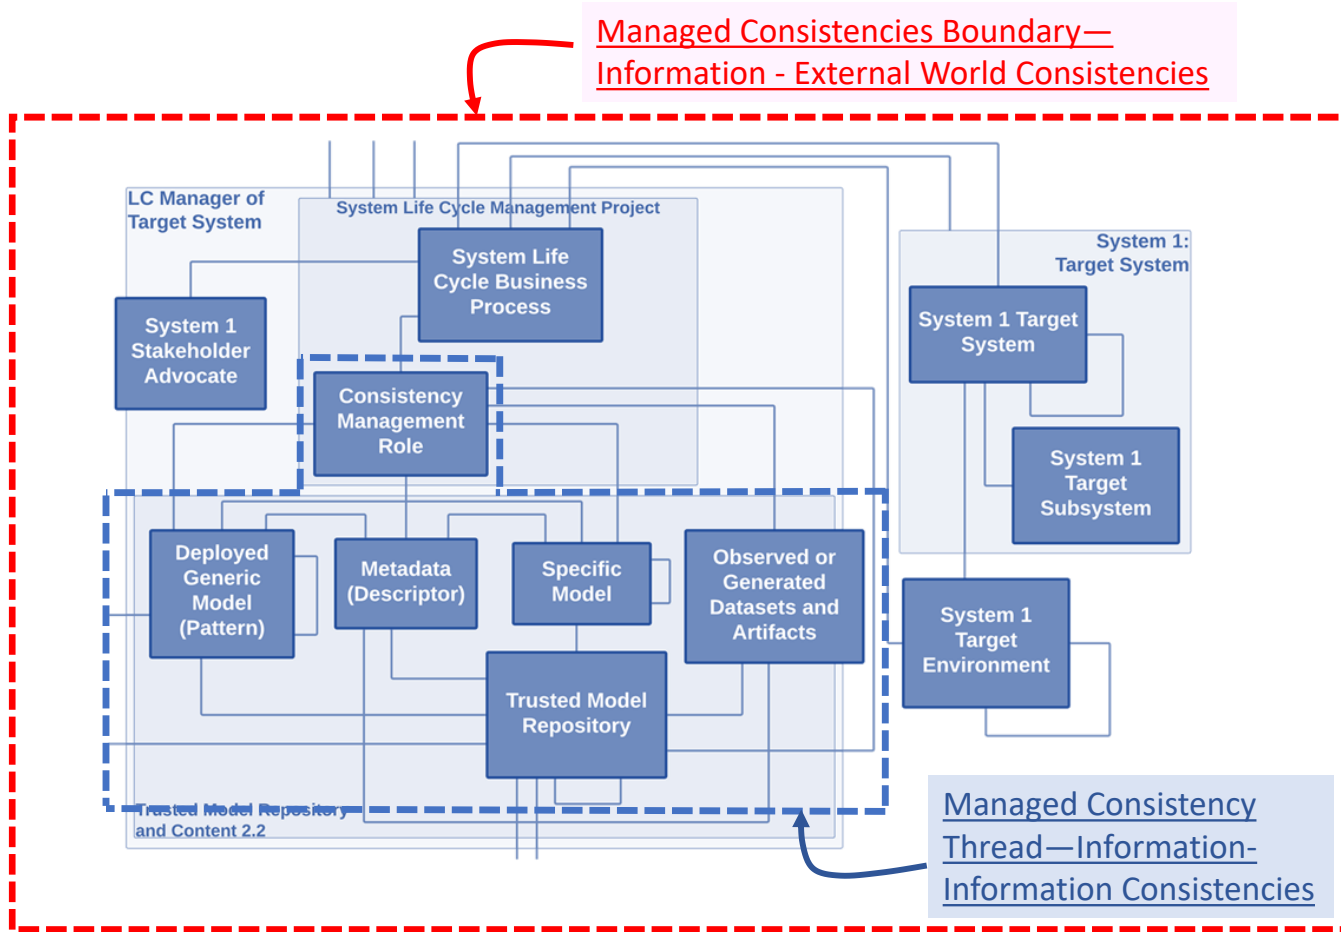 Managed Consistencies Boundary—
Information - External World Consistencies
LC Manager of
Target System
System Life Cycle Management Project
System Life
Cycle Business
Process
System 1:
Target System
System 1
Stakeholder
Advocate
System 1 Target
System
Consistency
Management
Role
System 1
Target
Subsystem
Deployed
Generic
Model
(Pattern)
Metadata
(Descriptor)
Specific
Model
Observed or
Generated
Datasets and
Artifacts
System 1
Target
Environment
Trusted Model
Repository
Trusted Model Repository
and Content 2.2
Managed Consistency
Thread—Information-
Information Consistencies